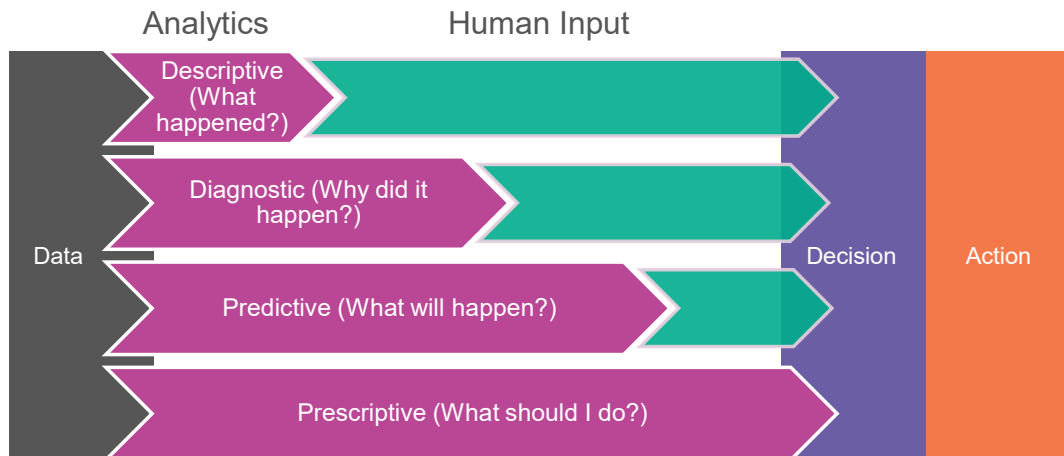 Analytics
Human Input
Descriptive
(What
happened?)
Diagnostic (Why did it
happen?)
Data
Decision
Action
Predictive (What will happen?)
Prescriptive (What should I do?)